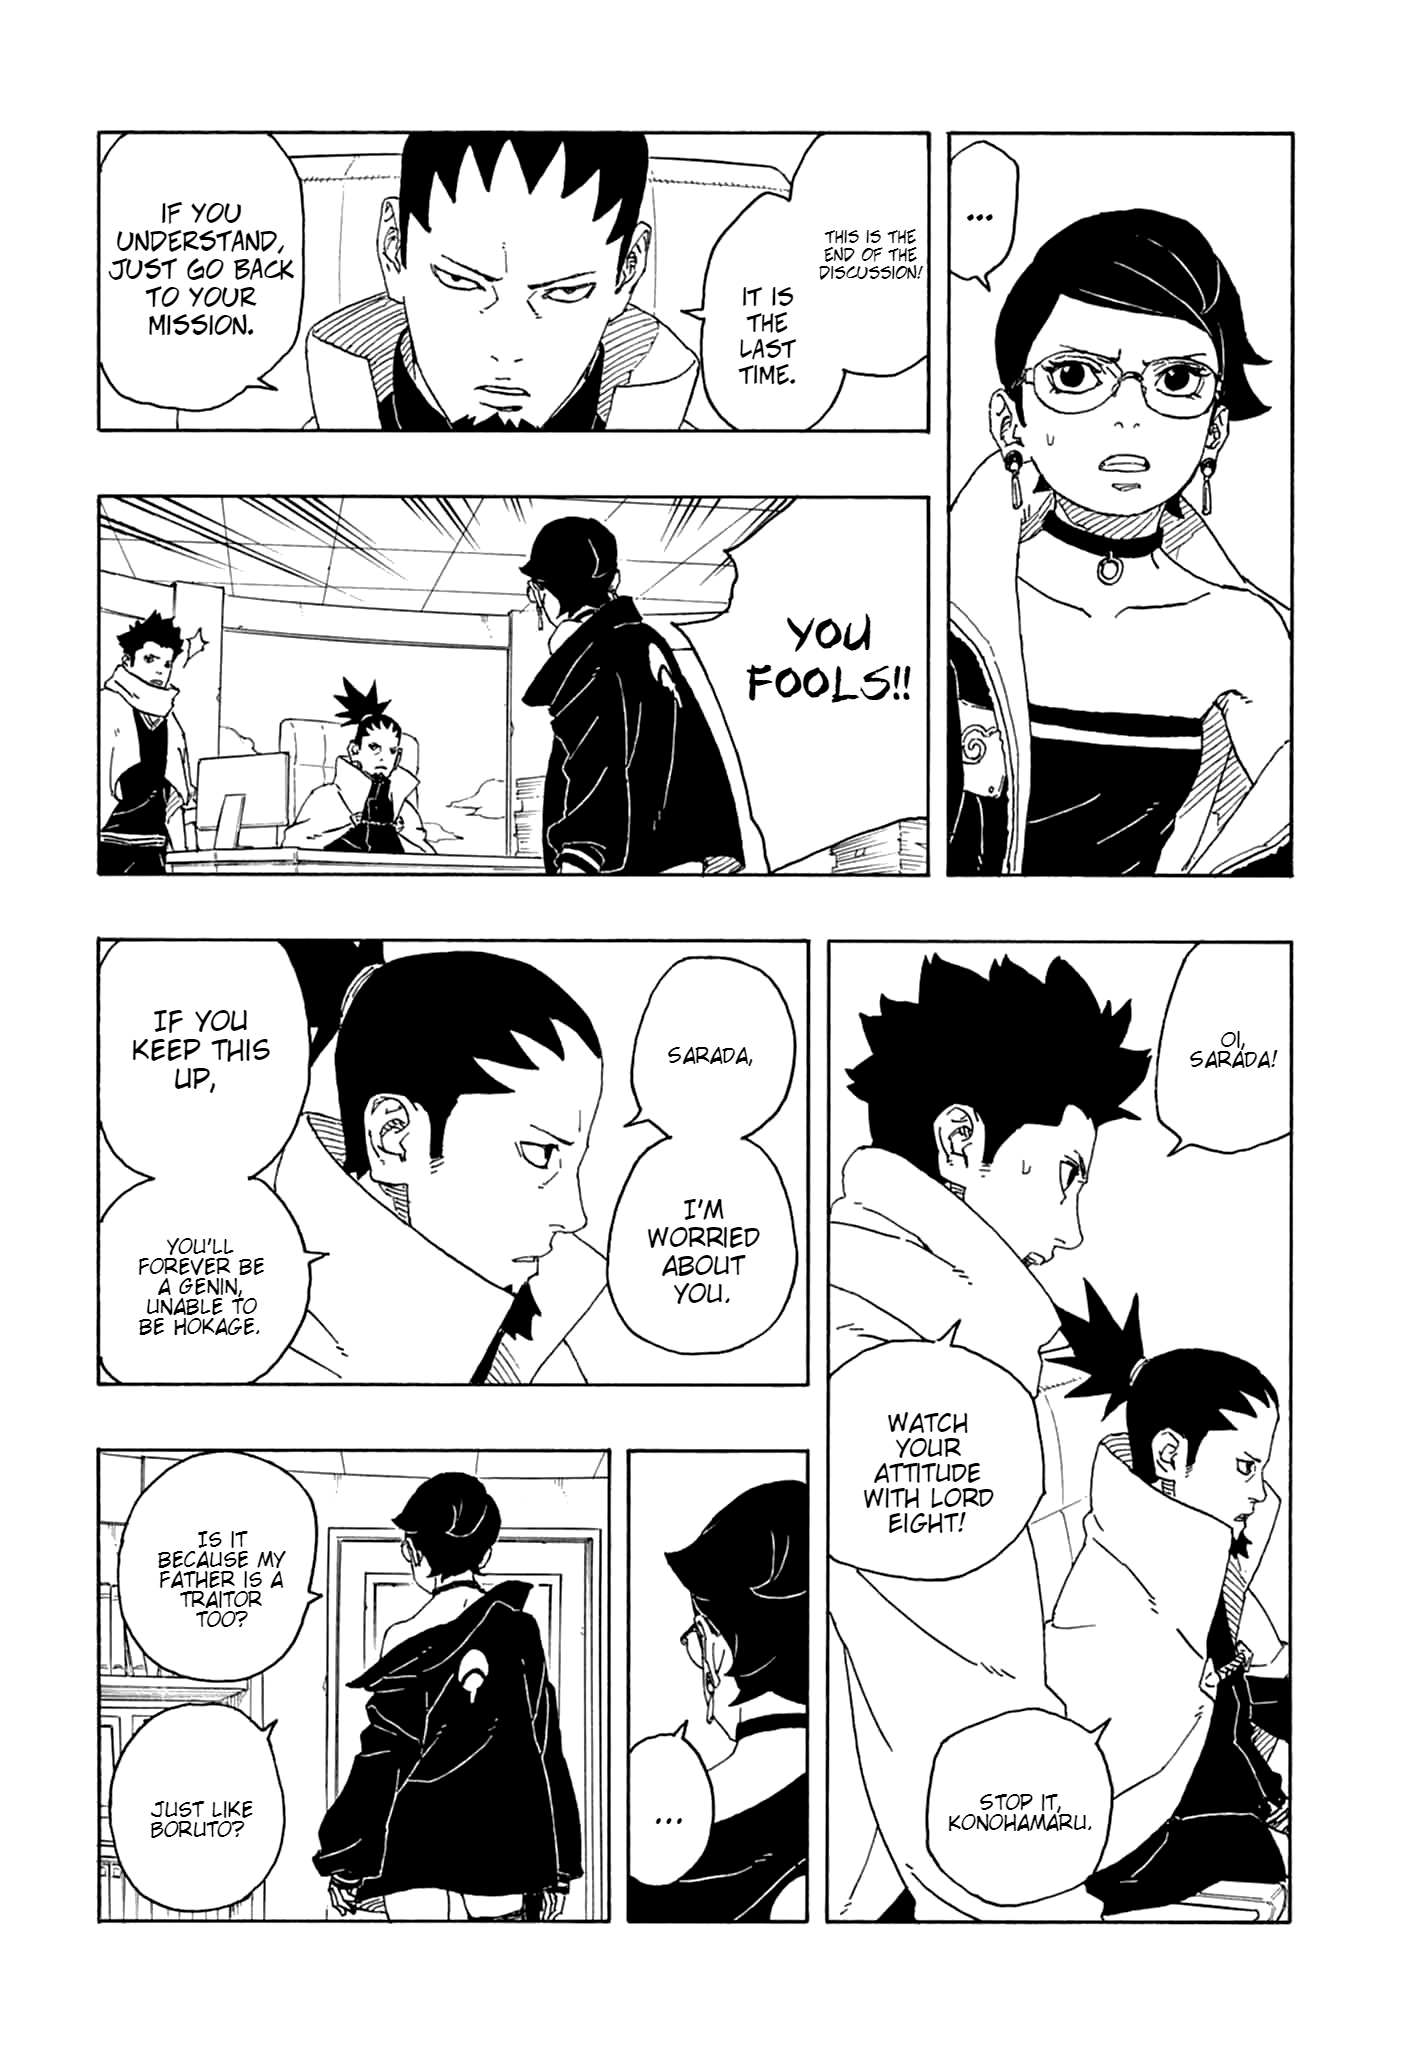 ...
THIS IS THE
END OF THE
DISCUSSION!
IT IS
THE
LAST
TIME.
IF YOU
UNDERSTAND,
JUST GO BACK
TO YOUR
MISSION.
YOU
FOOLS!!
OI,
SARADA!
WATCH
YOUR
ATTITUDE
WITH LORD
EIGHT!
STOP IT,
KONOHAMARU.
SARADA,
I'M
WORRIED
ABOUT
YOU.
IF YOU
KEEP THIS
UP,
YOU'LL
FOREVER BE
A GENIN,
UNABLE TO
BE HOKAGE.
...
IS IT
BECAUSE MY
FATHER IS A
TRAITOR
TOO?
JUST LIKE
BORUTO?